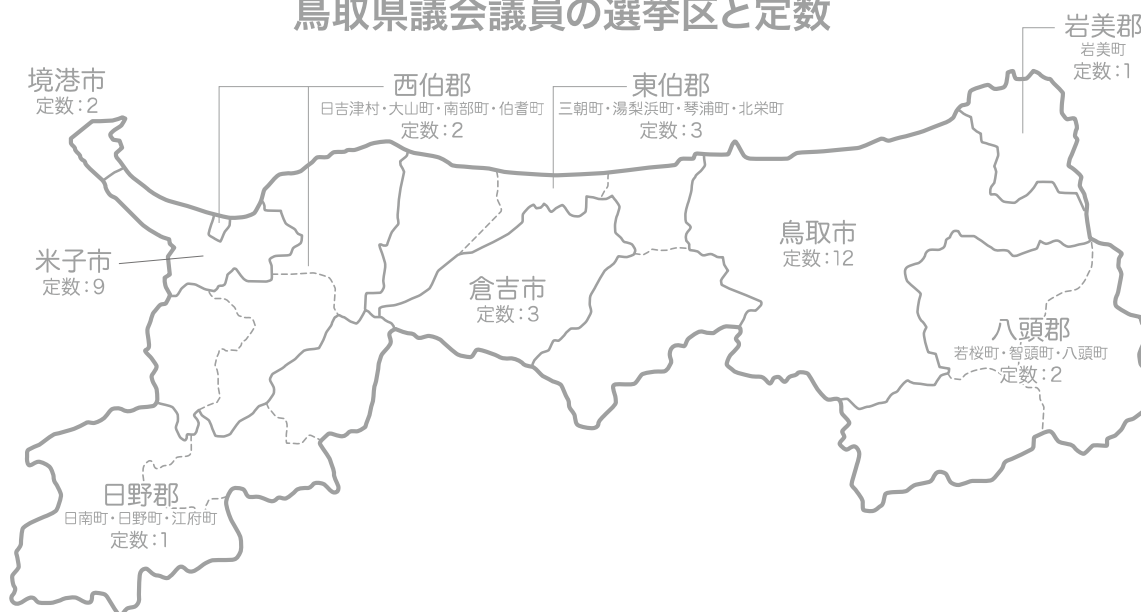 鳥取県議会議員の選挙区と定数
岩美郡
岩美町
定数:1
境港市
定数:2
西伯郡
日吉津村・大山町・南部町・伯耆町
定数:2
東伯郡
三朝町・湯梨浜町・琴浦町・北栄町
定数:3
米子市
定数:9
倉吉市
定数:3
鳥取市
定数:12
八頭郡
若桜町・智頭町・八頭町
定数:2
日野郡
日南町・日野町・江府町
定数:1